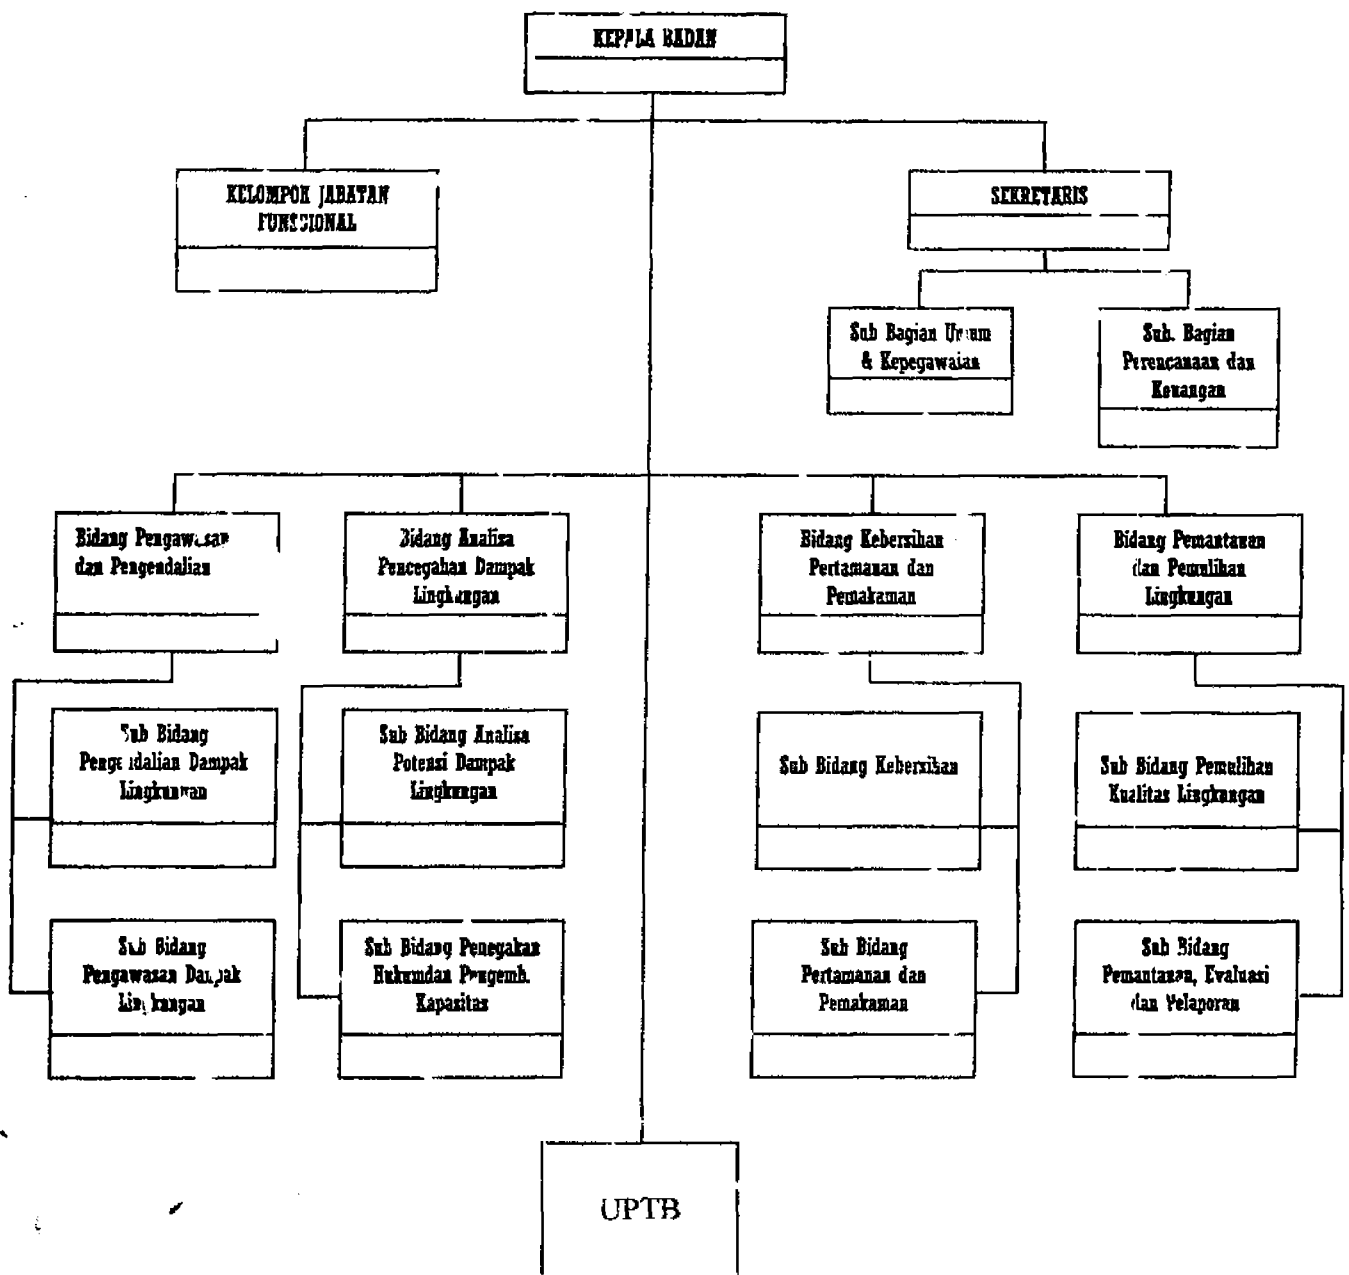 KEPALA BADAN
KELOMPOK JABATAN
FUNGSIONAL
SEKRETARIS
Sub Bagian Umum
& Kepegawaian
Sub. Bagian
Perencanaan dan
Keuangan
Bidang Pengawasan
dan Pengendalian
Bidang Analisa
Pencegahan Dampak
Lingkungan
Bidang Kebersihan
Pertamanan dan
Pemakaman
Bidang Pemantauan
dan Pemulihan
Lingkungan
Sub Bidang
Pengendalian Dampak
Lingkungan
Sub Bidang Analisa
Potensi Dampak
Lingkungan
Sub Bidang Kebersihan
Sub Bidang Pemulihan
Kualitas Lingkungan
Sub Bidang
Pengawasan Dampak
Lingkungan
Sub Bidang Penegakan
Hukumdan Pengemb.
Kapasitas
Sub Bidang
Pertamanan dan
Pemakaman
Sub Bidang
Pemantauan, Evaluasi
dan Pelaporan
UPTB